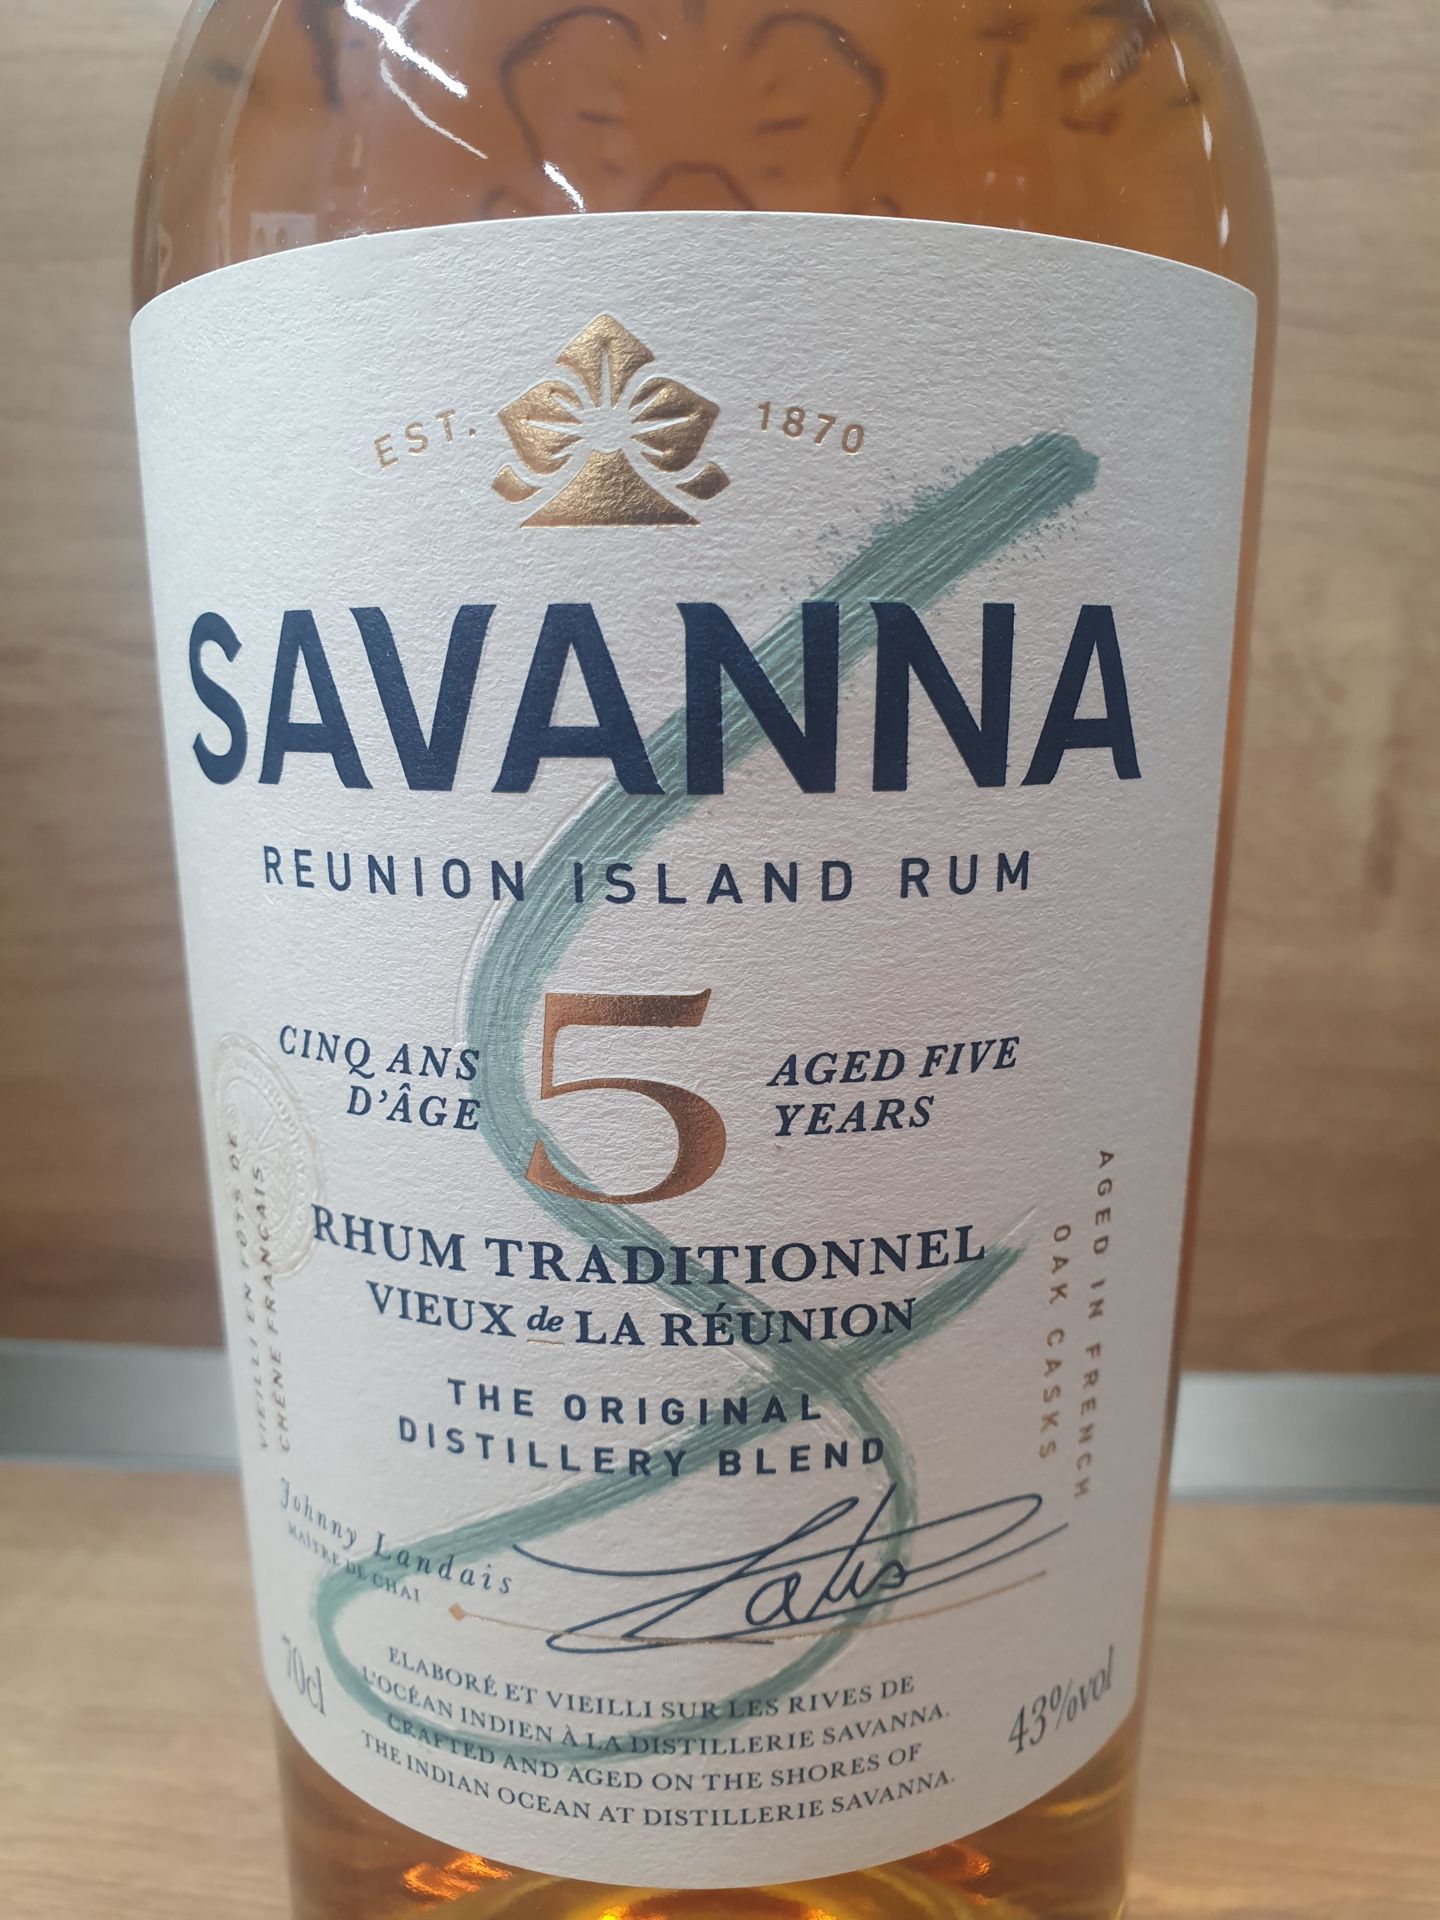 EST. 1870
SAVANNA
REUNION ISLAND RUM
CINQ ANS
D'ÂGE
5
AGED FIVE
YEARS
RHUM TRADITIONNEL
VIEUX de LA RÉUNION
THE ORIGINAL
DISTILLERY BLEND
VIEILLI EN FÛTS DE
CHÊNE FRANÇAIS
AGED IN FRENCH
OAK CASKS
Johnny Landais
MAÎTRE DE CHAI
70cl
ELABORÉ ET VIEILLI SUR LES RIVES DE
L'OCÉAN INDIEN À LA DISTILLERIE SAVANNA.
CRAFTED AND AGED ON THE SHORES OF
THE INDIAN OCEAN AT DISTILLERIE SAVANNA.
43%vol